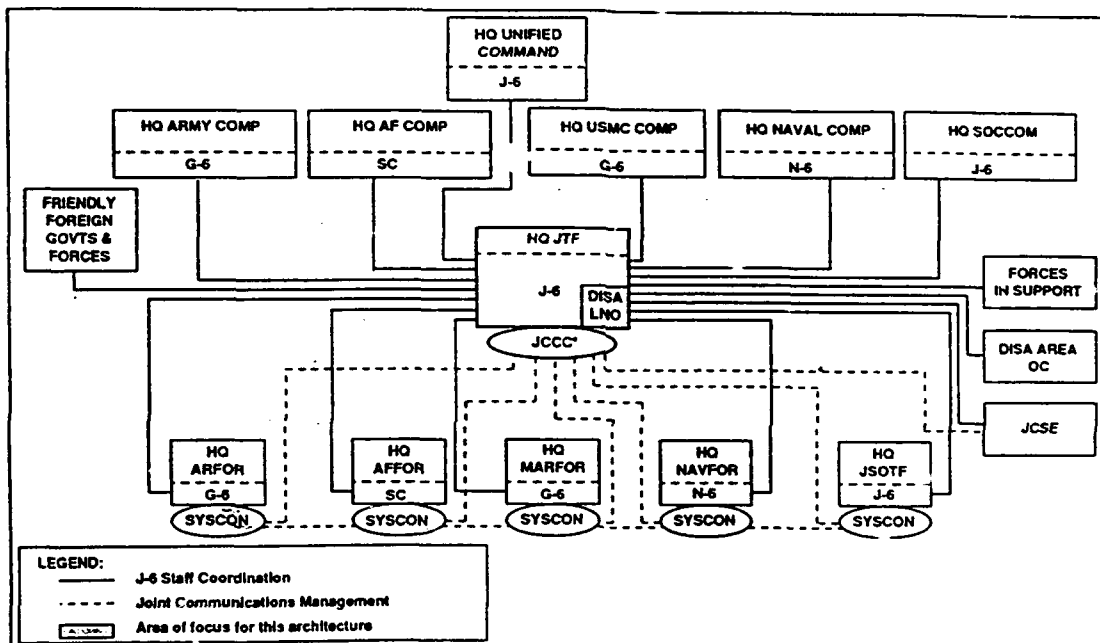 HQ UNIFIED
COMMAND
J-6
HQ ARMY COMP
G-6
HQ AF COMP
SC
HQ USMC COMP
G-6
HQ NAVAL COMP
N-6
HQ SOCCOM
J-6
FRIENDLY
FOREIGN
GOVTS &
FORCES
HQ JTF
J-6
DISA
LNO
JCCC*
FORCES
IN SUPPORT
DISA AREA
OC
JCSE
HQ
ARFOR
G-6
SYSCON
HQ
AFFOR
SC
SYSCON
HQ
MARFOR
G-6
SYSCON
HQ
NAVFOR
N-6
SYSCON
HQ
JSOTF
J-6
SYSCON
LEGEND:
J-6 Staff Coordination
Joint Communications Management
Area of focus for this architecture